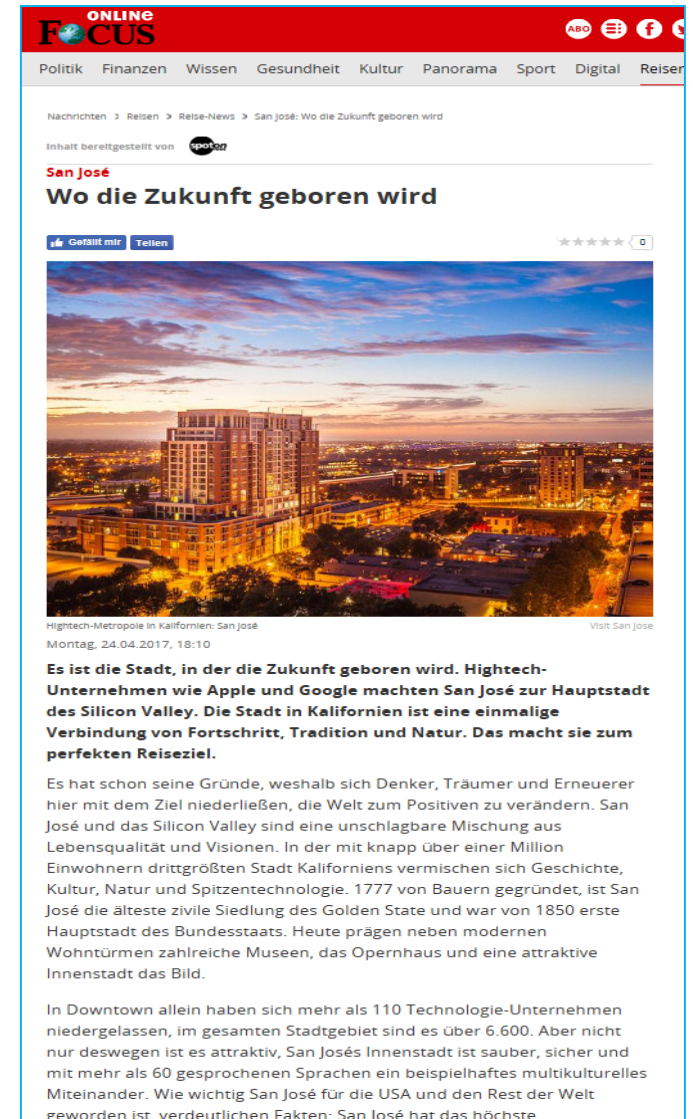 ONLINE
FOCUS
ABO
f
Politik Finanzen Wissen Gesundheit Kultur Panorama Sport Digital Reisen
Nachrichten > Reisen > Reise-News > San José: Wo die Zukunft geboren wird
Inhalt bereitgestellt von spoton
San José
Wo die Zukunft geboren wird
Gefällt mir Teilen
0
Hightech-Metropole in Kalifornien: San José Visit San Jose
Montag, 24.04.2017, 18:10
Es ist die Stadt, in der die Zukunft geboren wird. Hightech-
Unternehmen wie Apple und Google machten San José zur Hauptstadt
des Silicon Valley. Die Stadt in Kalifornien ist eine einmalige
Verbindung von Fortschritt, Tradition und Natur. Das macht sie zum
perfekten Reiseziel.
Es hat schon seine Gründe, weshalb sich Denker, Träumer und Erneuerer
hier mit dem Ziel niederließen, die Welt zum Positiven zu verändern. San
José und das Silicon Valley sind eine unschlagbare Mischung aus
Lebensqualität und Visionen. In der mit knapp über einer Million
Einwohnern drittgrößten Stadt Kaliforniens vermischen sich Geschichte,
Kultur, Natur und Spitzentechnologie. 1777 von Bauern gegründet, ist San
José die älteste zivile Siedlung des Golden State und war von 1850 erste
Hauptstadt des Bundesstaats. Heute prägen neben modernen
Wohntürmen zahlreiche Museen, das Opernhaus und eine attraktive
Innenstadt das Bild.
In Downtown allein haben sich mehr als 110 Technologie-Unternehmen
niedergelassen, im gesamten Stadtgebiet sind es über 6.600. Aber nicht
nur deswegen ist es attraktiv, San Josés Innenstadt ist sauber, sicher und
mit mehr als 60 gesprochenen Sprachen ein beispielhaftes multikulturelles
Miteinander. Wie wichtig San José für die USA und den Rest der Welt
geworden ist, verdeutlichen Fakten: San José hat das höchste